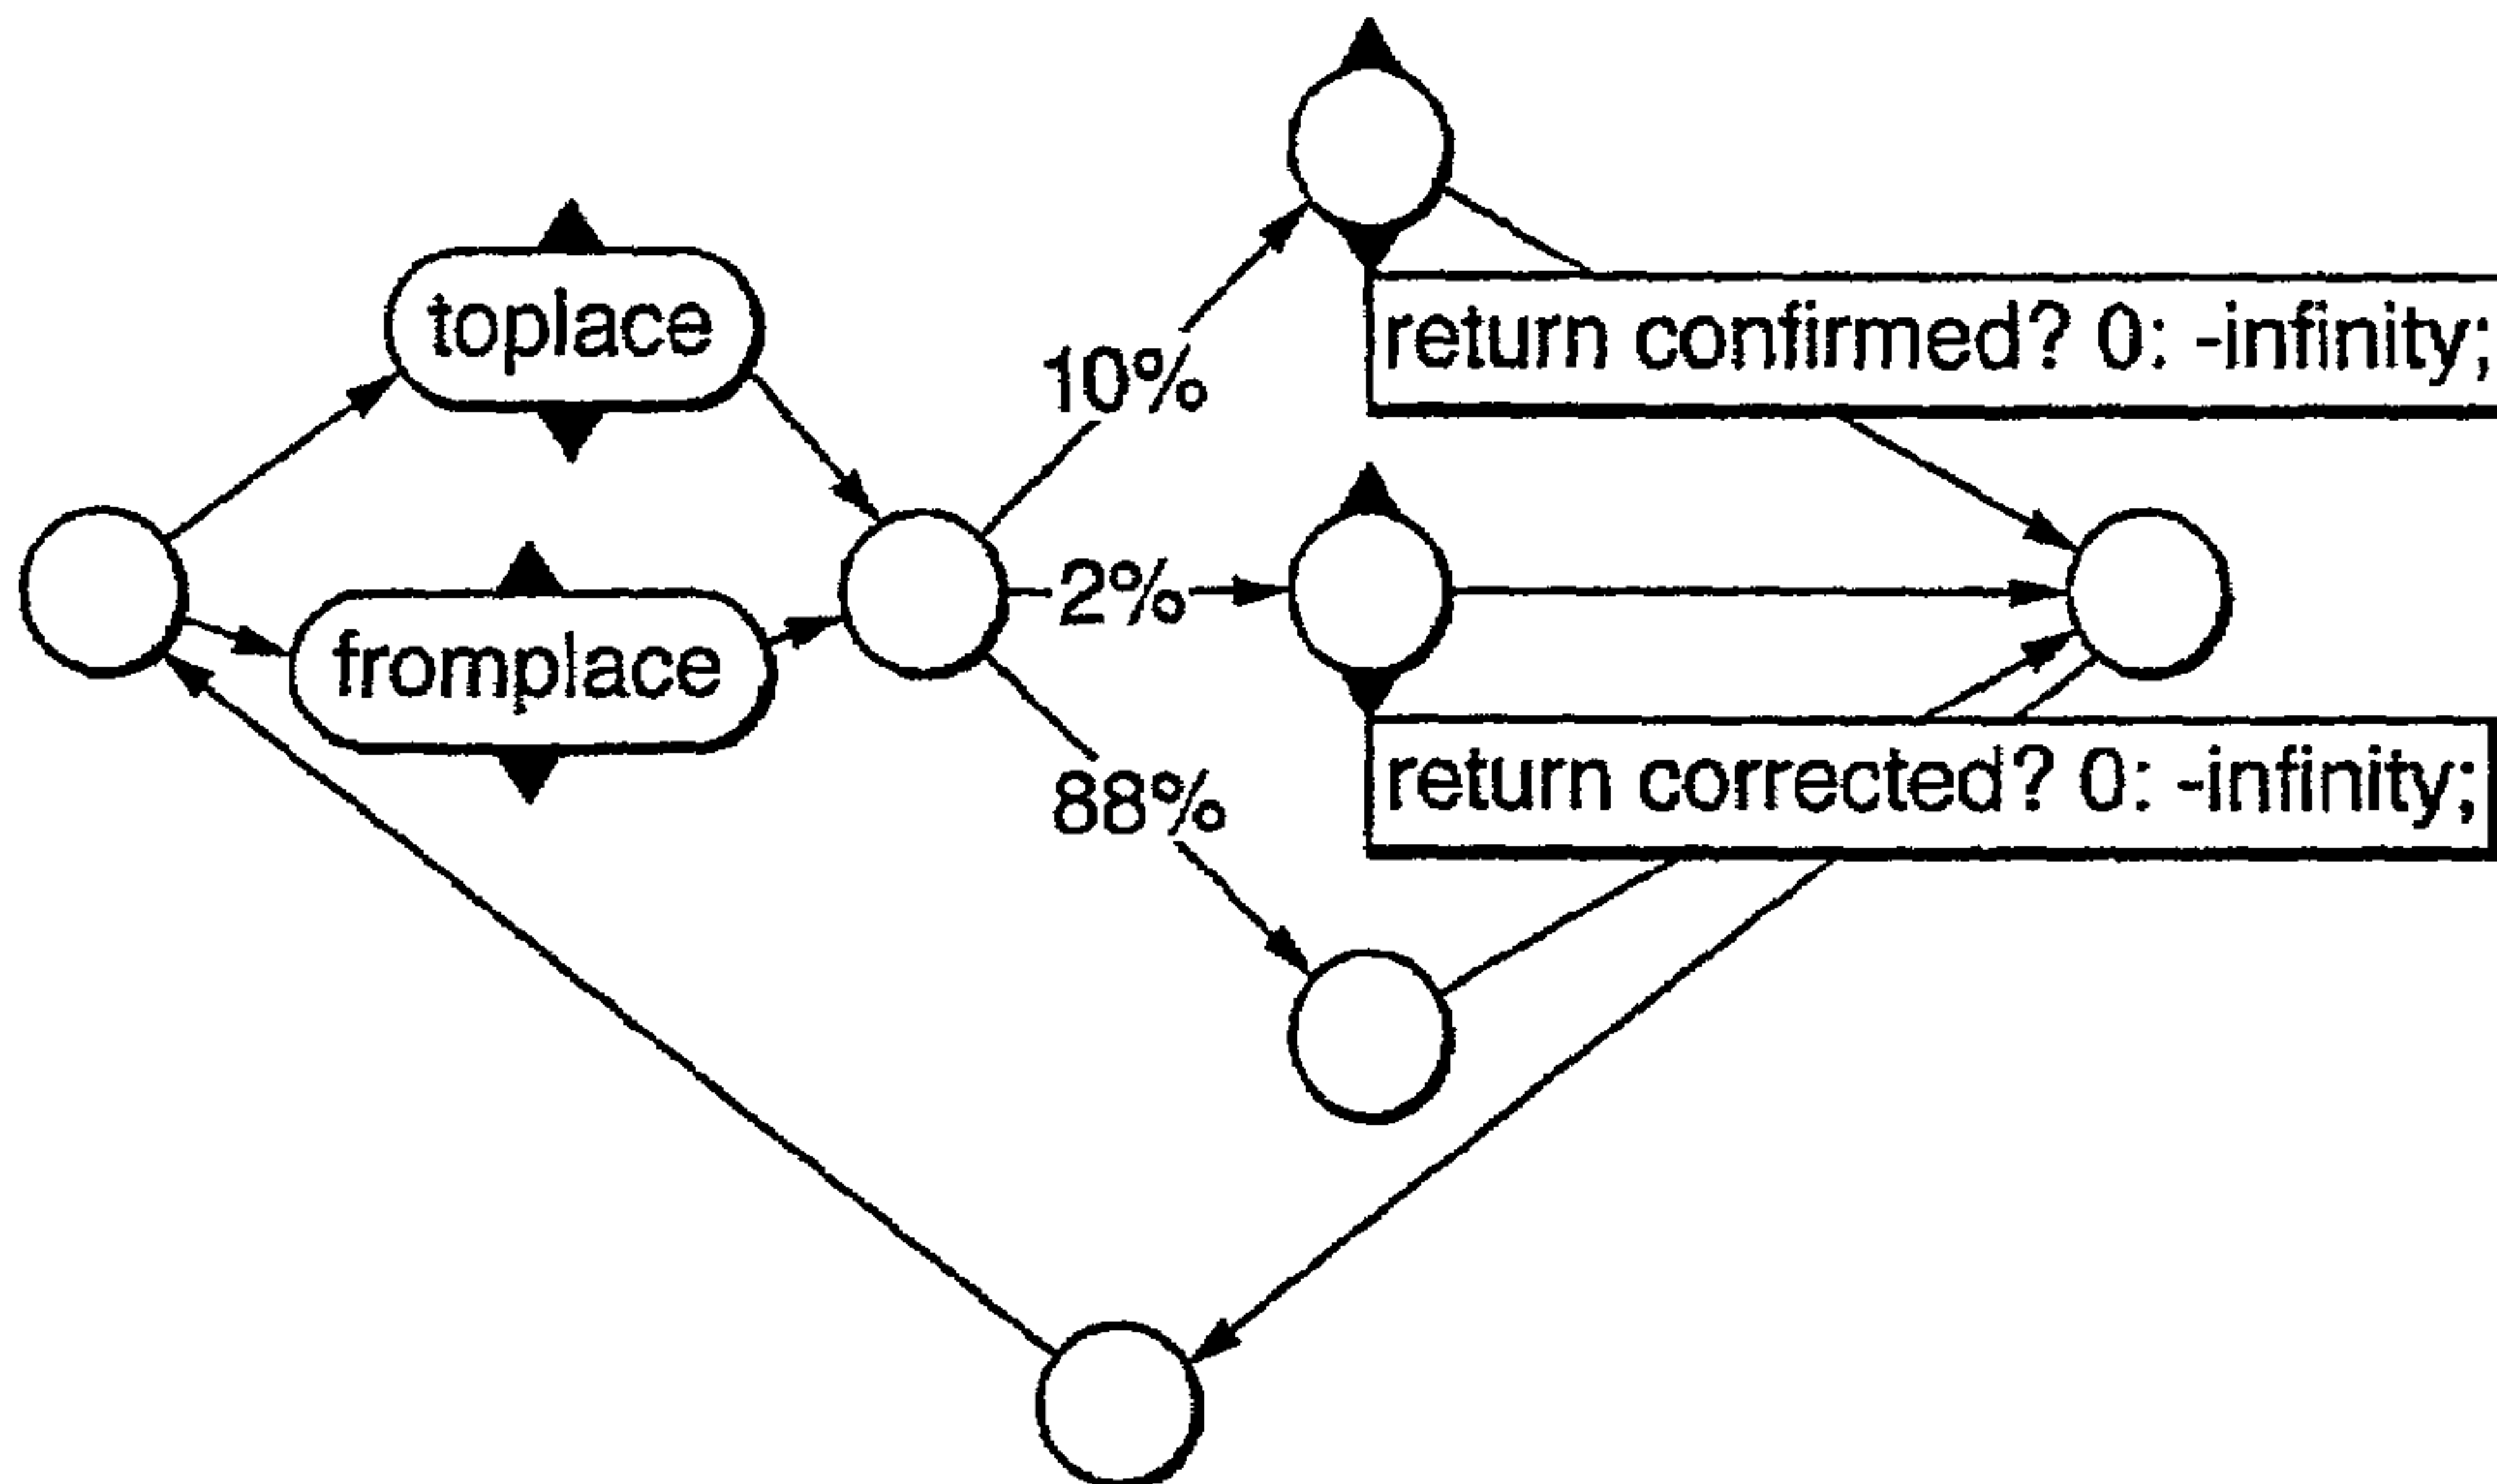 toplace
10%
return confirmed? 0: -infinity;
2%
fromplace
return corrected? 0: -infinity;
88%